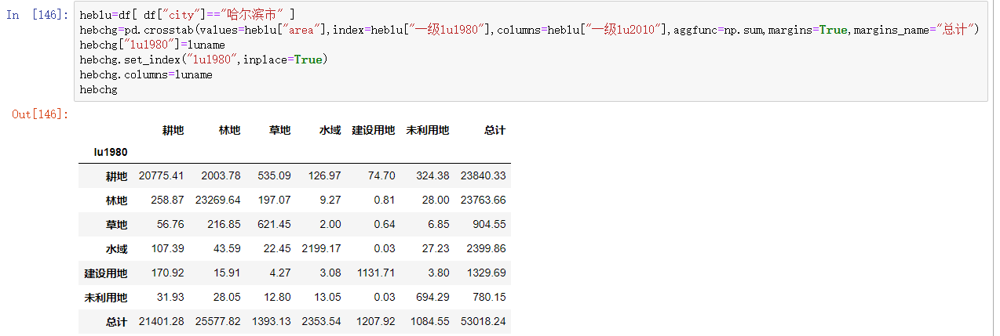 In [146]:
heblu=df[ df["city"]=="哈尔滨市" ]
hebchg=pd.crosstab(values=heblu["area"],index=heblu["一级lu1980"],columns=heblu["一级lu2010"],aggfunc=np.sum,margins=True,margins_name="总计")
hebchg["lu1980"]=luname
hebchg.set_index("lu1980",inplace=True)
hebchg.columns=luname
hebchg
Out[146]:
耕地 林地 草地 水域 建设用地 未利用地 总计
lu1980
耕地 20775.41 2003.78 535.09 126.97 74.70 324.38 23840.33
林地 258.87 23269.64 197.07 9.27 0.81 28.00 23763.66
草地 56.76 216.85 621.45 2.00 0.64 6.85 904.55
水域 107.39 43.59 22.45 2199.17 0.03 27.23 2399.86
建设用地 170.92 15.91 4.27 3.08 1131.71 3.80 1329.69
未利用地 31.93 28.05 12.80 13.05 0.03 694.29 780.15
总计 21401.28 25577.82 1393.13 2353.54 1207.92 1084.55 53018.24